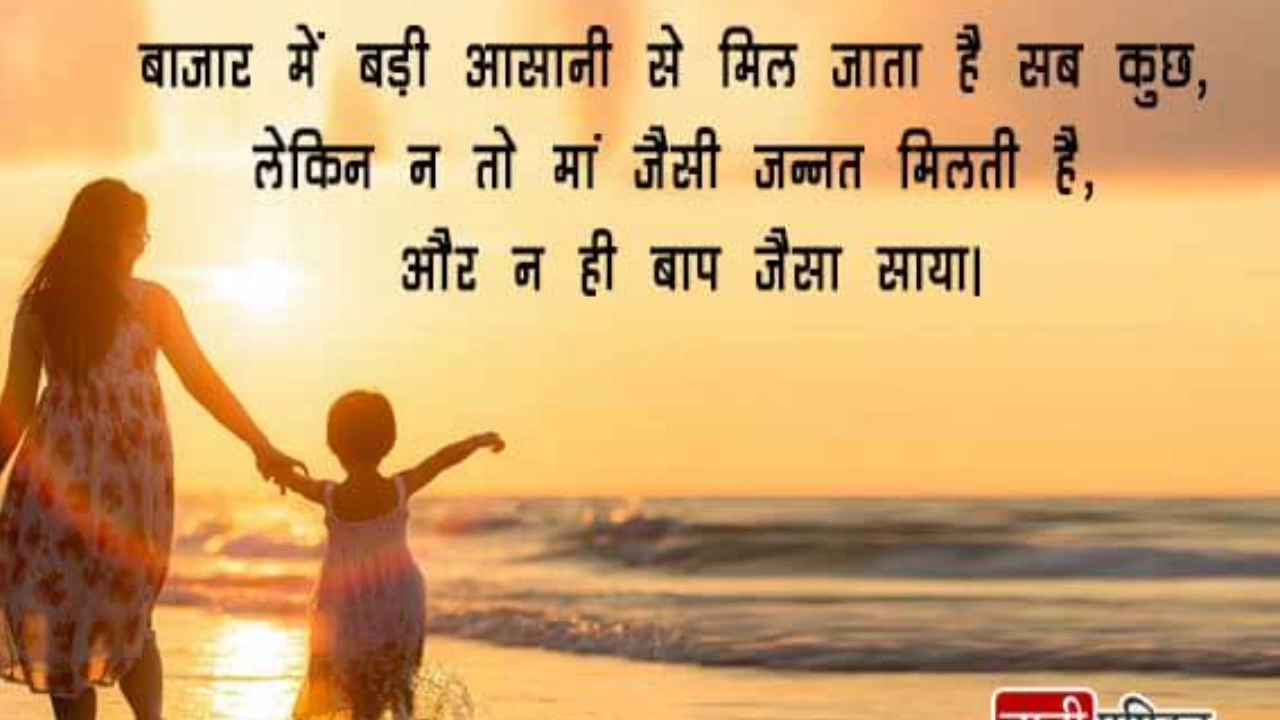 बाजार में बड़ी आसानी से मिल जाता है सब कुछ,
लेकिन न तो मां जैसी जन्नत मिलती है,
और न ही बाप जैसा साया।